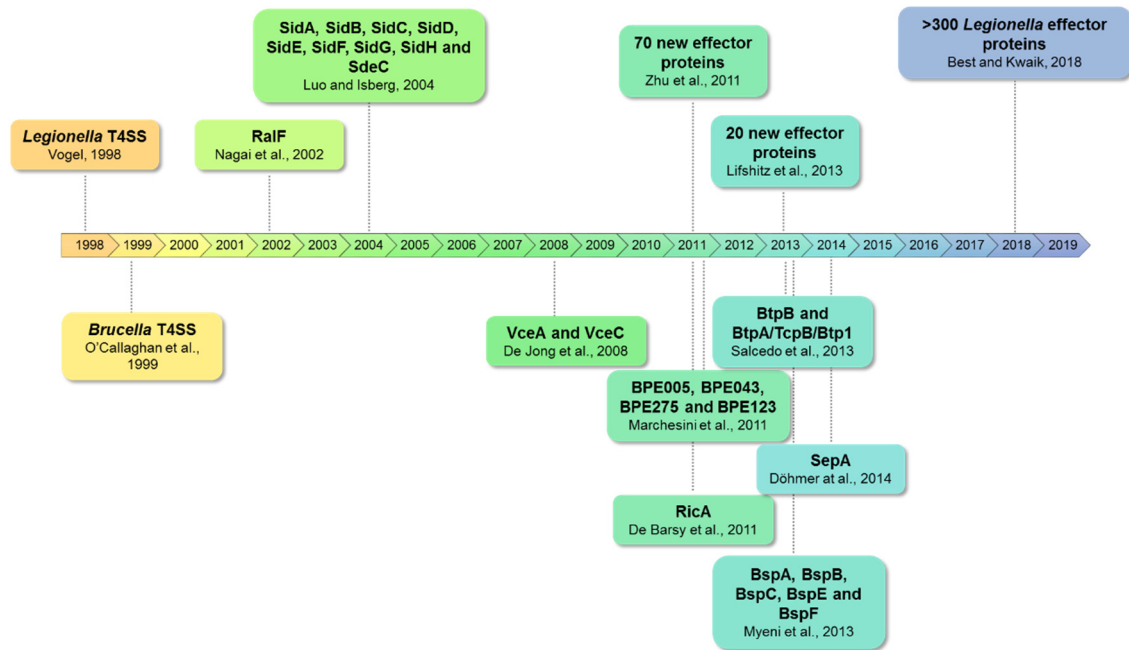 SidA, SidB, SidC, SidD,
SidE, SidF, SidG, SidH and
SdeC
Luo and Isberg, 2004
70 new effector
proteins
Zhu et al., 2011
>300 Legionella effector
proteins
Best and Kwaik, 2018
Legionella T4SS
Vogel, 1998
RalF
Nagai et al., 2002
20 new effector
proteins
Lifshitz et al., 2013
1998 1999 2000 2001 2002 2003 2004 2005 2006 2007 2008 2009 2010 2011 2012 2013 2014 2015 2016 2017 2018 2019
Brucella T4SS
O'Callaghan et al.,
1999
VceA and VceC
De Jong et al., 2008
BtpB and
BtpA/TcpB/Btp1
Salcedo et al., 2013
BPE005, BPE043,
BPE275 and BPE123
Marchesini et al., 2011
SepA
Döhmer at al., 2014
RicA
De Barsy et al., 2011
BspA, BspB,
BspC, BspE and
BspF
Myeni et al., 2013